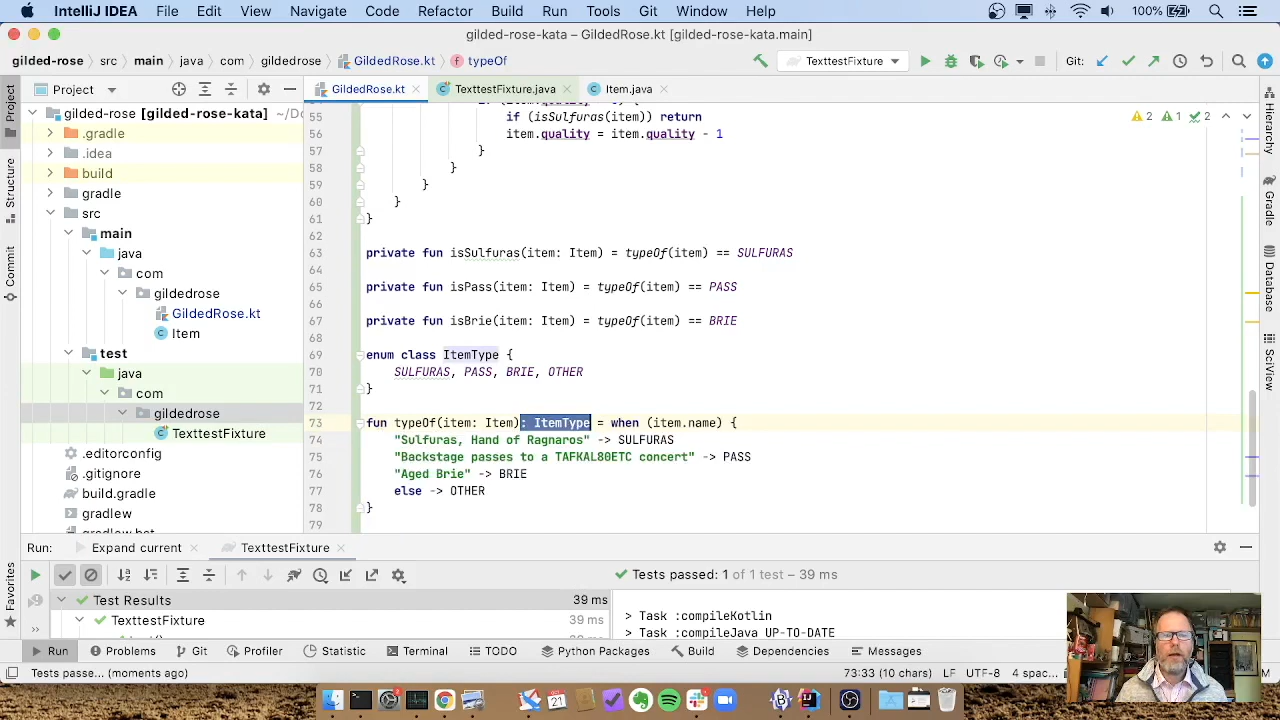 IntelliJ IDEA File Edit View Navigate Code Refactor Build Run Tools Git Window Help 100%
gilded-rose-kata – GildedRose.kt [gilded-rose-kata.main]
gilded-rose src main java com gildedrose GildedRose.kt typeOf TexttestFixture Git:
Project
GildedRose.kt TexttestFixture.java Item.java
gilded-rose [gilded-rose-kata]
.gradle
.idea
build
gradle
src
main
java
com
gildedrose
GildedRose.kt
Item
test
java
com
gildedrose
TexttestFixture
.editorconfig
.gitignore
build.gradle
gradlew
gradlew.bat
55 if (isSulfuras(item)) return
56 item.quality = item.quality - 1
57 }
58 }
59 }
60 }
61 }
62
63 private fun isSulfuras(item: Item) = typeOf(item) == SULFURAS
64
65 private fun isPass(item: Item) = typeOf(item) == PASS
66
67 private fun isBrie(item: Item) = typeOf(item) == BRIE
68
69 enum class ItemType {
70 SULFURAS, PASS, BRIE, OTHER
71 }
72
73 fun typeOf(item: Item): ItemType = when (item.name) {
74 "Sulfuras, Hand of Ragnaros" -> SULFURAS
75 "Backstage passes to a TAFKAL80ETC concert" -> PASS
76 "Aged Brie" -> BRIE
77 else -> OTHER
78 }
79
2 1 2
Project
Structure
Commit
Favorites
Hierarchy
Gradle
Database
SciView
Run: Expand current TexttestFixture
Tests passed: 1 of 1 test – 39 ms
Test Results 39 ms
TexttestFixture 39 ms
> Task :compileKotlin
> Task :compileJava UP-TO-DATE
Run Problems Git Profiler Statistic Terminal TODO Python Packages Build Dependencies Messages
Tests passe... (moments ago) 73:33 (10 chars) LF UTF-8 4 spac...